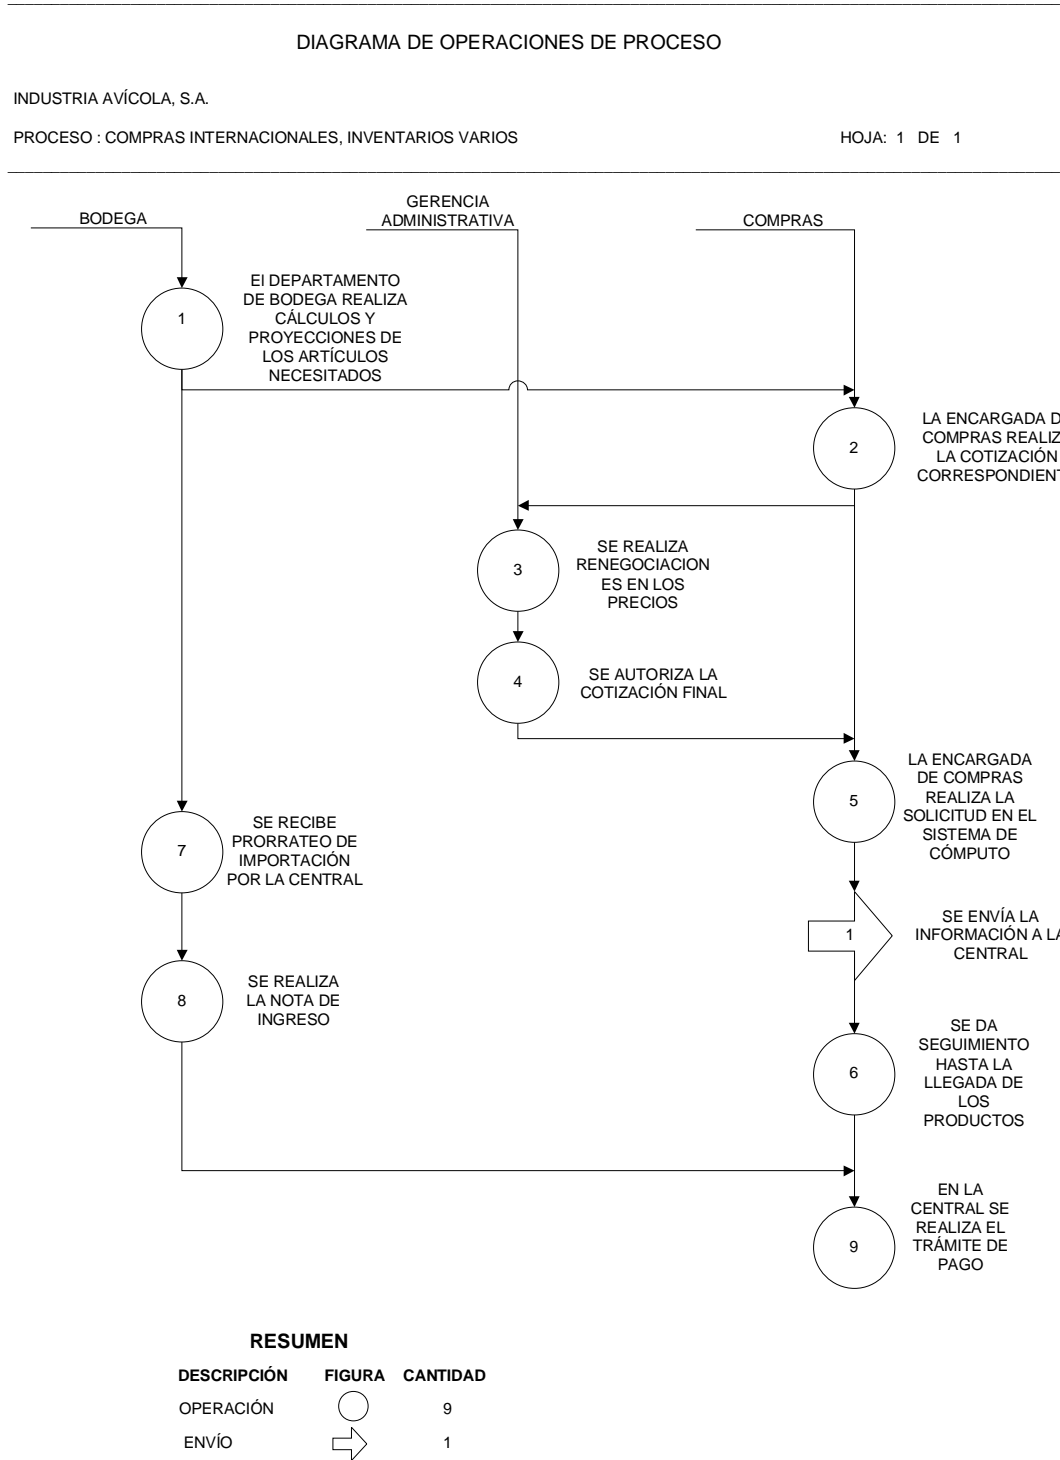 DIAGRAMA DE OPERACIONES DE PROCESO
INDUSTRIA AVÍCOLA, S.A.
PROCESO : COMPRAS INTERNACIONALES, INVENTARIOS VARIOS
HOJA: 1 DE 1
BODEGA
GERENCIA
ADMINISTRATIVA
COMPRAS
1
El DEPARTAMENTO
DE BODEGA REALIZA
CÁLCULOS Y
PROYECCIONES DE
LOS ARTÍCULOS
NECESITADOS
2
LA ENCARGADA D
COMPRAS REALIZ
LA COTIZACIÓN
CORRESPONDIENT
3
SE REALIZA
RENEGOCIACION
ES EN LOS
PRECIOS
4
SE AUTORIZA LA
COTIZACIÓN FINAL
5
LA ENCARGADA
DE COMPRAS
REALIZA LA
SOLICITUD EN EL
SISTEMA DE
CÓMPUTO
7
SE RECIBE
PRORRATEO DE
IMPORTACIÓN
POR LA CENTRAL
1
SE ENVÍA LA
INFORMACIÓN A LA
CENTRAL
8
SE REALIZA
LA NOTA DE
INGRESO
6
SE DA
SEGUIMIENTO
HASTA LA
LLEGADA DE
LOS
PRODUCTOS
9
EN LA
CENTRAL SE
REALIZA EL
TRÁMITE DE
PAGO
RESUMEN
DESCRIPCIÓN FIGURA CANTIDAD
OPERACIÓN 9
ENVÍO 1